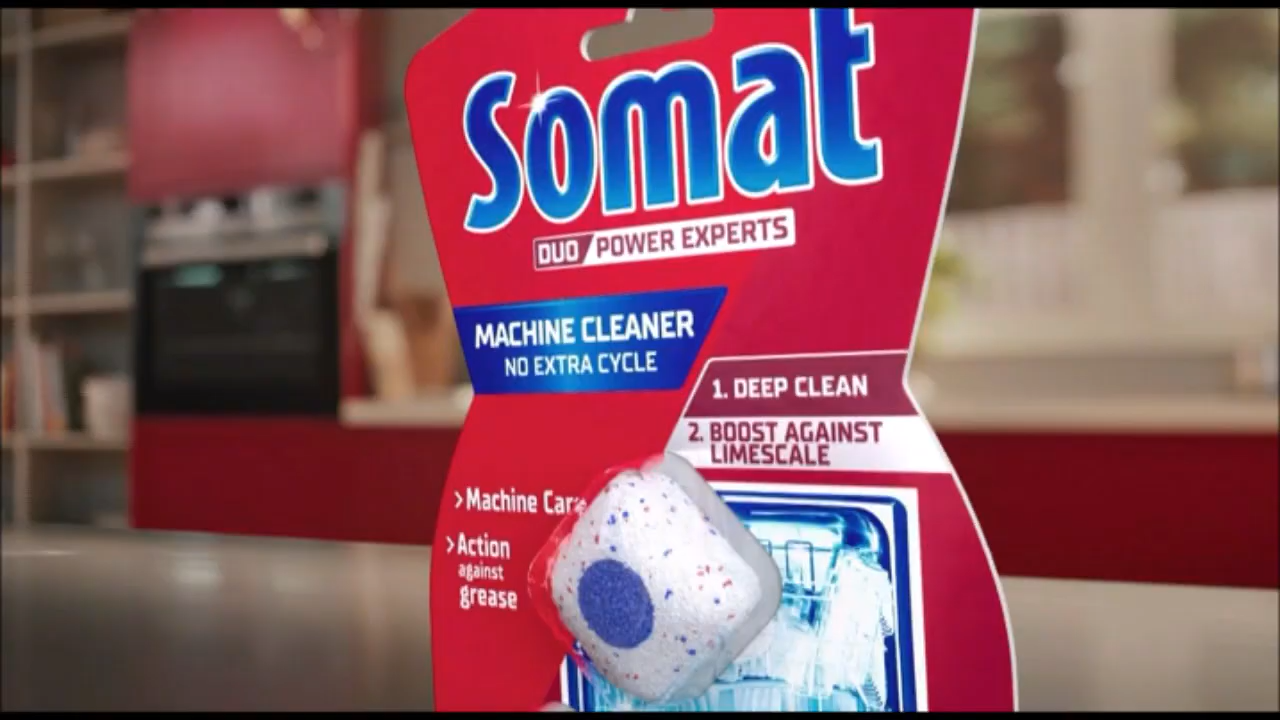 Somat
DUO POWER EXPERTS
MACHINE CLEANER
NO EXTRA CYCLE
1. DEEP CLEAN
2. BOOST AGAINST
LIMESCALE
>Machine Care
>Action
against
grease